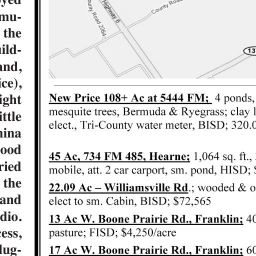 mu-
the
ild-
and,
ice),
ight
ittle
hina
ood
ried
the
and
dio.
ess,
lug-
County Road
New Price 108+ Ac at 5444 FM; 4 ponds,
mesquite trees, Bermuda & Ryegrass; clay l
elect., Tri-County water meter, BISD; 320.0
45 Ac, 734 FM 485, Hearne; 1,064 sq. ft.,
mobile, att. 2 car carport, sm. pond, HISD; $
22.09 Ac – Williamsville Rd.; wooded & o
elect to sm. Cabin, BISD; $72,565
13 Ac W. Boone Prairie Rd., Franklin; 40
pasture; FISD; $4,250/acre
17 Ac W. Boone Prairie Rd., Franklin; 60